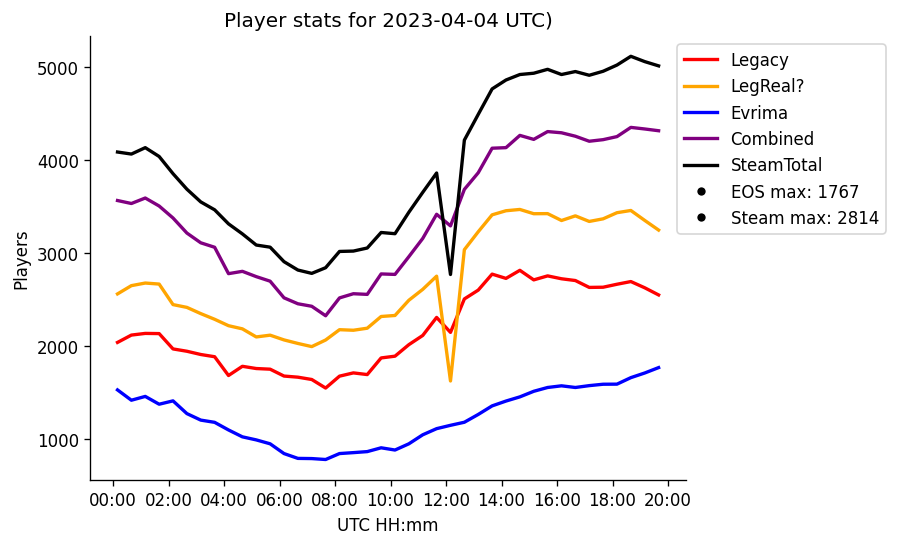 Player stats for 2023-04-04 UTC)
Legacy
LegReal?
Evrima
Combined
SteamTotal
EOS max: 1767
Steam max: 2814
Players
5000
4000
3000
2000
1000
00:00 02:00 04:00 06:00 08:00 10:00 12:00 14:00 16:00 18:00 20:00
UTC HH:mm